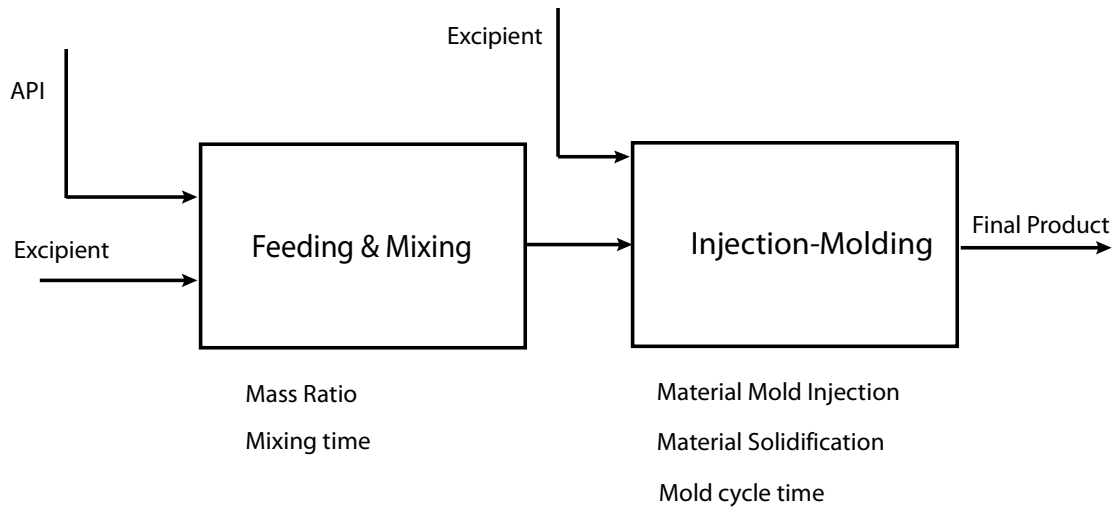 Excipient
API
Excipient
Feeding & Mixing
Injection-Molding
Final Product
Mass Ratio
Mixing time
Material Mold Injection
Material Solidification
Mold cycle time